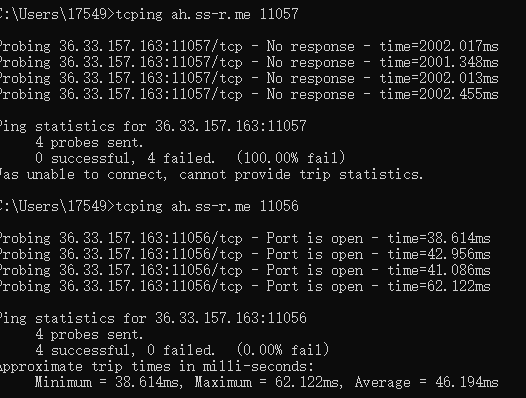 C:\Users\17549>tcping ah.ss-r.me 11057
Probing 36.33.157.163:11057/tcp - No response - time=2002.017ms
Probing 36.33.157.163:11057/tcp - No response - time=2001.348ms
Probing 36.33.157.163:11057/tcp - No response - time=2002.013ms
Probing 36.33.157.163:11057/tcp - No response - time=2002.455ms
Ping statistics for 36.33.157.163:11057
4 probes sent.
0 successful, 4 failed. (100.00% fail)
Was unable to connect, cannot provide trip statistics.
C:\Users\17549>tcping ah.ss-r.me 11056
Probing 36.33.157.163:11056/tcp - Port is open - time=38.614ms
Probing 36.33.157.163:11056/tcp - Port is open - time=42.956ms
Probing 36.33.157.163:11056/tcp - Port is open - time=41.086ms
Probing 36.33.157.163:11056/tcp - Port is open - time=62.122ms
Ping statistics for 36.33.157.163:11056
4 probes sent.
4 successful, 0 failed. (0.00% fail)
Approximate trip times in milli-seconds:
Minimum = 38.614ms, Maximum = 62.122ms, Average = 46.194ms